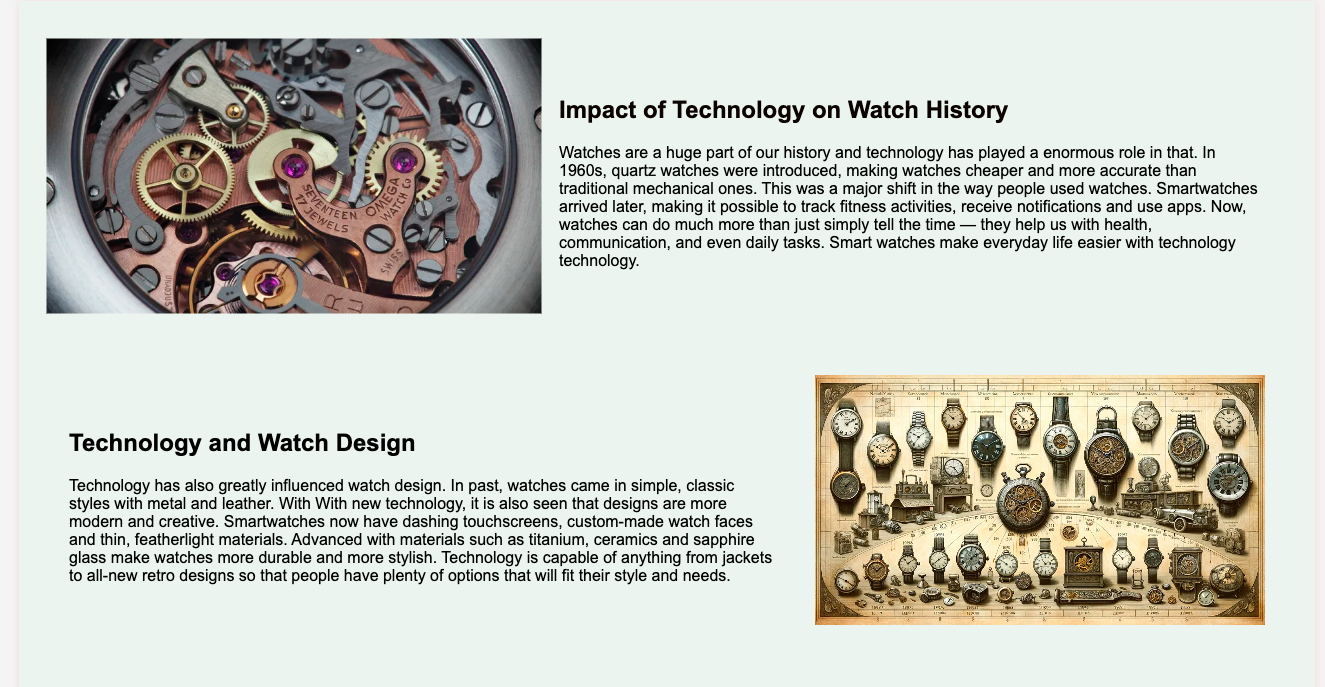 SEVENTEEN
17 JEWELS
OMEGA
WATCH Co
SWISS
Impact of Technology on Watch History
Watches are a huge part of our history and technology has played a enormous role in that. In
1960s, quartz watches were introduced, making watches cheaper and more accurate than
traditional mechanical ones. This was a major shift in the way people used watches. Smartwatches
arrived later, making it possible to track fitness activities, receive notifications and use apps. Now,
watches can do much more than just simply tell the time — they help us with health,
communication, and even daily tasks. Smart watches make everyday life easier with technology
technology.
Technology and Watch Design
Technology has also greatly influenced watch design. In past, watches came in simple, classic
styles with metal and leather. With With new technology, it is also seen that designs are more
modern and creative. Smartwatches now have dashing touchscreens, custom-made watch faces
and thin, featherlight materials. Advanced with materials such as titanium, ceramics and sapphire
glass make watches more durable and more stylish. Technology is capable of anything from jackets
to all-new retro designs so that people have plenty of options that will fit their style and needs.